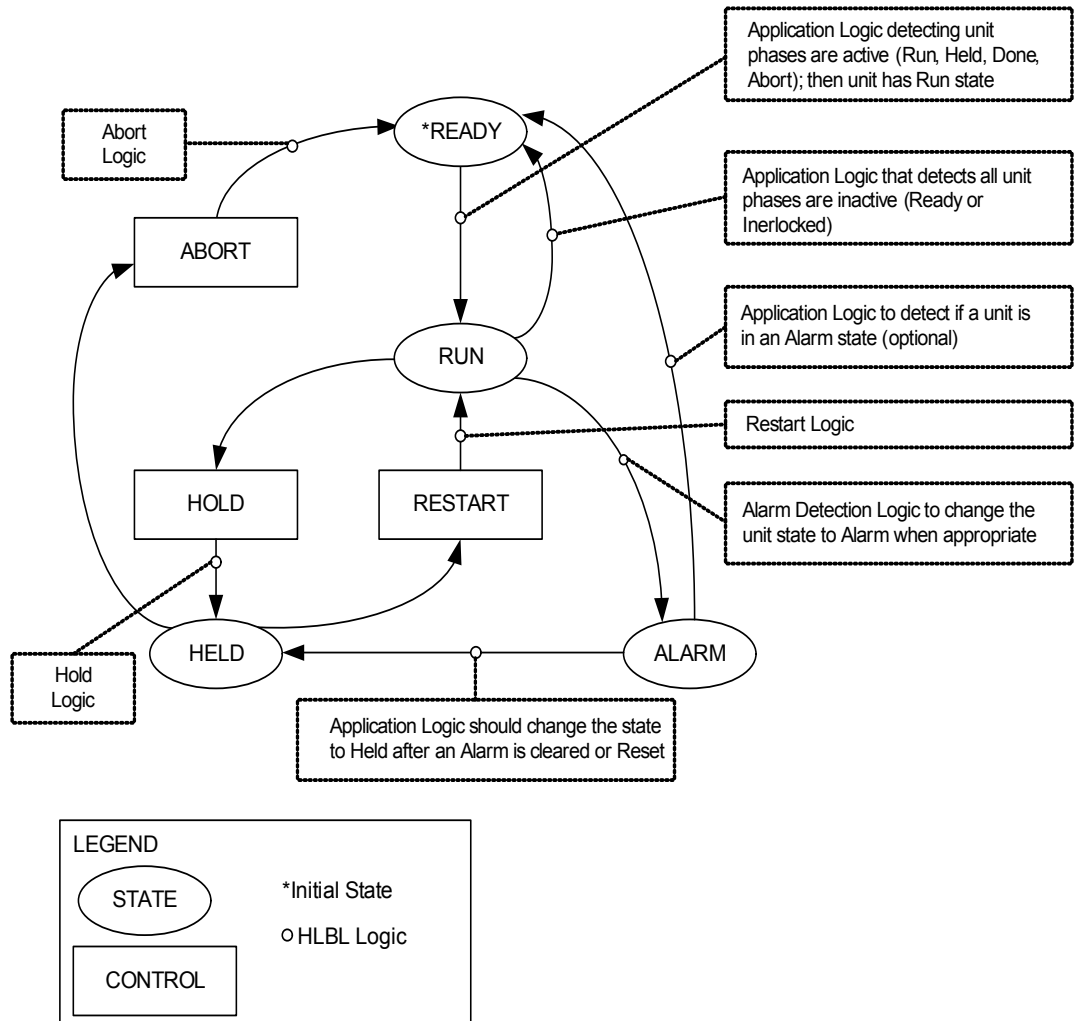 Application Logic detecting unit
phases are active (Run, Held, Done,
Abort); then unit has Run state
Abort
Logic
*READY
Application Logic that detects all unit
phases are inactive (Ready or
Inerlocked)
ABORT
Application Logic to detect if a unit is
in an Alarm state (optional)
RUN
Restart Logic
HOLD
RESTART
Alarm Detection Logic to change the
unit state to Alarm when appropriate
HELD
ALARM
Hold
Logic
Application Logic should change the state
to Held after an Alarm is cleared or Reset
LEGEND
STATE
*Initial State
HLBL Logic
CONTROL